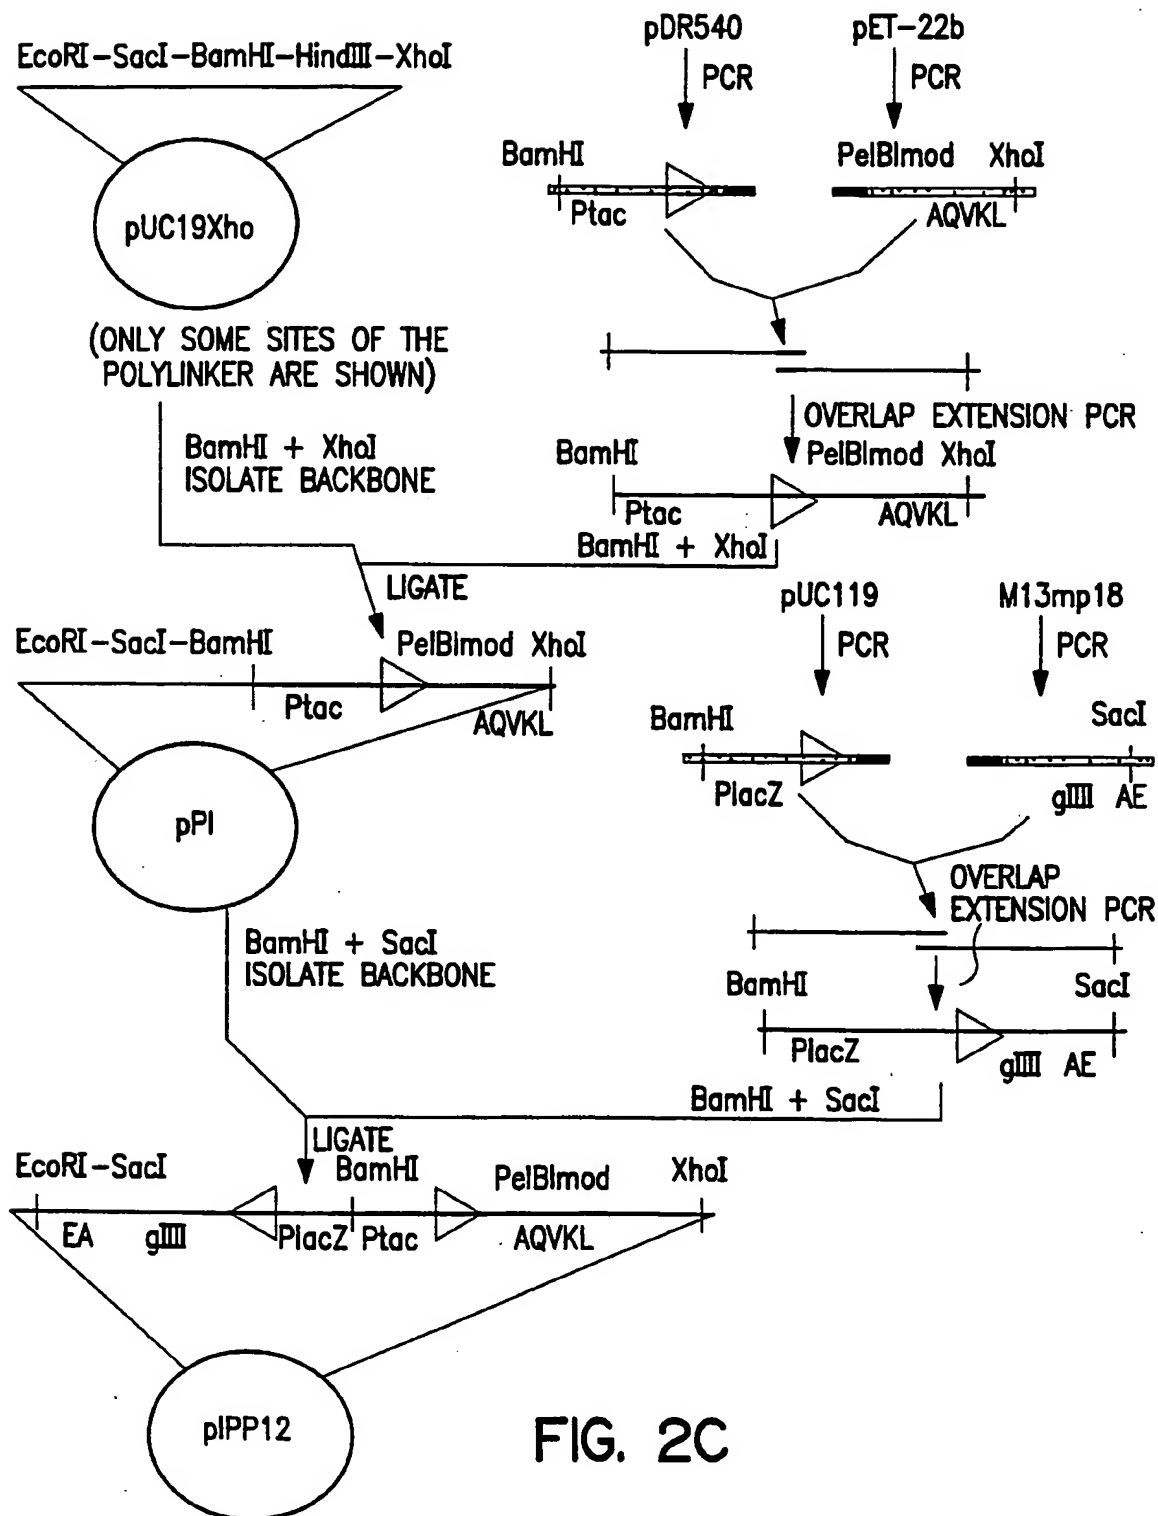 EcoRI-SacI-BamHI-HindIII-XhoI
pUC19Xho
(ONLY SOME SITES OF THE
POLYLINKER ARE SHOWN)
BamHI + XhoI
ISOLATE BACKBONE
pDR540
PCR
pET-22b
PCR
BamHI
Ptac
PelBlmod XhoI
AQVKL
OVERLAP EXTENSION PCR
BamHI
PelBlmod XhoI
Ptac
AQVKL
BamHI + XhoI
LIGATE
EcoRI-SacI-BamHI
PelBlmod XhoI
Ptac
AQVKL
pPI
BamHI + SacI
ISOLATE BACKBONE
pUC119
PCR
M13mp18
PCR
BamHI
PlacZ
SacI
gIIII AE
OVERLAP
EXTENSION PCR
BamHI
SacI
PlacZ
gIIII AE
BamHI + SacI
LIGATE
EcoRI-SacI
BamHI
PelBlmod
XhoI
EA gIIII PlacZ Ptac AQVKL
pIPP12
FIG. 2C